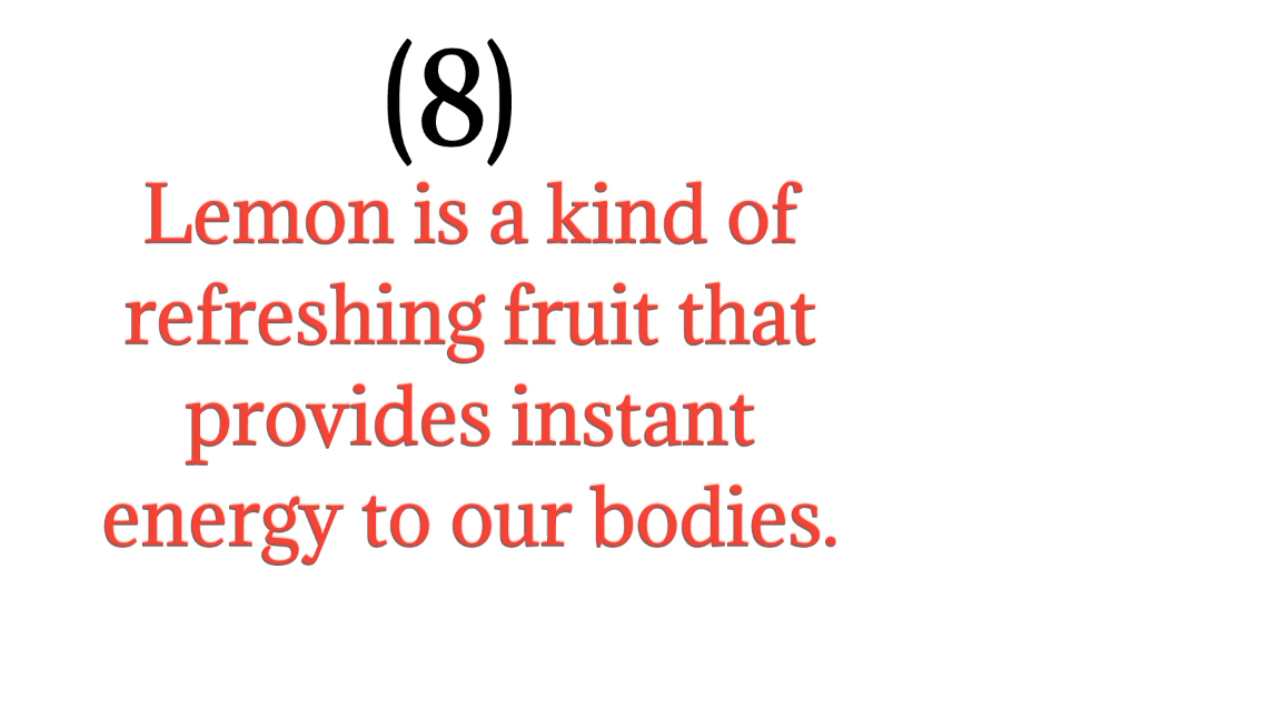 (8)
Lemon is a kind of
refreshing fruit that
provides instant
energy to our bodies.